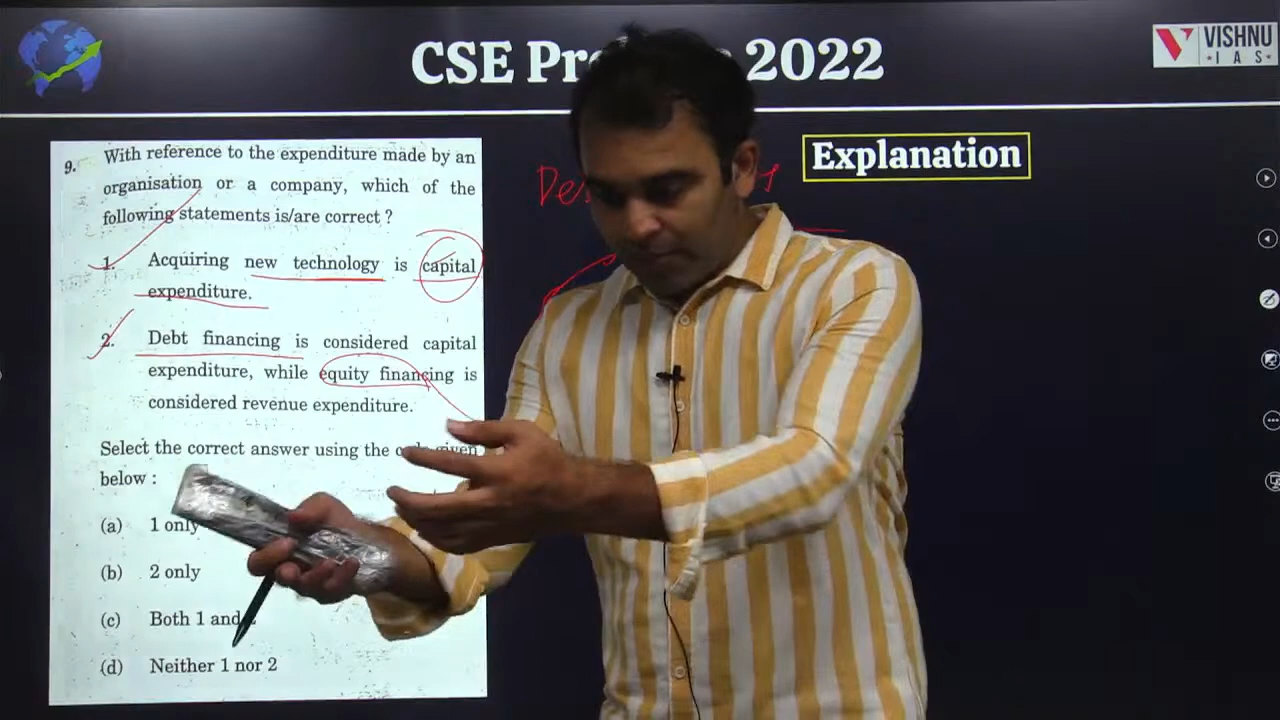 CSE Pr 2022
VISHNU
IAS
Explanation
9. With reference to the expenditure made by an
organisation or a company, which of the
following statements is/are correct ?
1. Acquiring new technology is capital
expenditure.
2. Debt financing is considered capital
expenditure, while equity financing is
considered revenue expenditure.
Select the correct answer using the given
below :
(a) 1 only
(b) 2 only
(c) Both 1 and
(d) Neither 1 nor 2